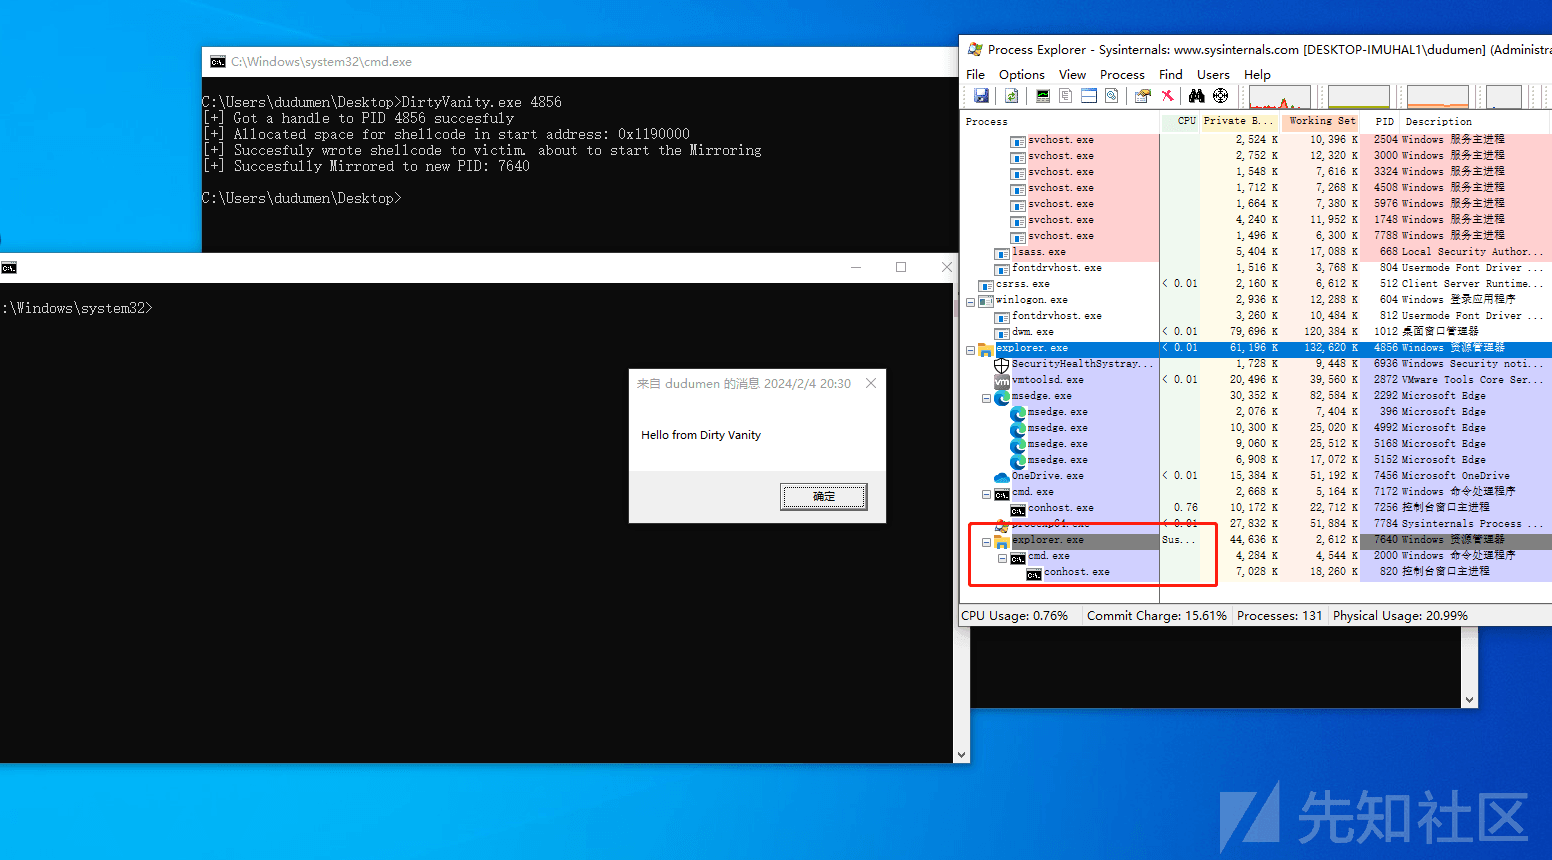 C:\Windows\system32\cmd.exe
C:\Users\dudumen\Desktop>DirtyVanity.exe 4856
[+] Got a handle to PID 4856 succesfuly
[+] Allocated space for shellcode in start address: 0x1190000
[+] Succesfuly wrote shellcode to victim. about to start the Mirroring
[+] Succesfully Mirrored to new PID: 7640
C:\Users\dudumen\Desktop>
:\Windows\system32>
来自 dudumen 的消息 2024/2/4 20:30
Hello from Dirty Vanity
确定
Process Explorer - Sysinternals: www.sysinternals.com [DESKTOP-IMUHAL1\dudumen] (Administra
File Options View Process Find Users Help
Process CPU Private B... Working Set PID Description
svchost.exe 2,524 K 10,396 K 2504 Windows 服务主进程
svchost.exe 2,752 K 12,320 K 3000 Windows 服务主进程
svchost.exe 1,548 K 7,616 K 3324 Windows 服务主进程
svchost.exe 1,712 K 7,268 K 4508 Windows 服务主进程
svchost.exe 1,664 K 7,380 K 5976 Windows 服务主进程
svchost.exe 4,240 K 11,952 K 1748 Windows 服务主进程
svchost.exe 1,496 K 6,300 K 7788 Windows 服务主进程
lsass.exe 5,404 K 17,088 K 668 Local Security Author...
fontdrvhost.exe 1,516 K 3,768 K 804 Usermode Font Driver ...
csrss.exe < 0.01 2,160 K 6,612 K 512 Client Server Runtime...
winlogon.exe 2,936 K 12,288 K 604 Windows 登录应用程序
fontdrvhost.exe 3,260 K 10,484 K 812 Usermode Font Driver ...
dwm.exe < 0.01 79,696 K 120,384 K 1012 桌面窗口管理器
explorer.exe < 0.01 61,196 K 132,620 K 4856 Windows 资源管理器
SecurityHealthSystray... 1,728 K 9,448 K 6936 Windows Security noti...
vmtoolsd.exe < 0.01 20,496 K 39,560 K 2872 VMware Tools Core Ser...
msedge.exe 30,352 K 82,584 K 2292 Microsoft Edge
msedge.exe 2,076 K 7,404 K 396 Microsoft Edge
msedge.exe 10,300 K 25,020 K 4992 Microsoft Edge
msedge.exe 9,060 K 25,512 K 5168 Microsoft Edge
msedge.exe 6,908 K 17,072 K 5152 Microsoft Edge
OneDrive.exe < 0.01 15,384 K 51,192 K 7456 Microsoft OneDrive
cmd.exe 2,668 K 5,164 K 7172 Windows 命令处理程序
conhost.exe 0.76 10,172 K 22,712 K 7256 控制台窗口主进程
procexp64.exe < 0.01 27,832 K 51,884 K 7784 Sysinternals Process ...
explorer.exe Sus... 44,636 K 2,612 K 7640 Windows 资源管理器
cmd.exe 4,284 K 4,544 K 2000 Windows 命令处理程序
conhost.exe 7,028 K 18,260 K 820 控制台窗口主进程
CPU Usage: 0.76% Commit Charge: 15.61% Processes: 131 Physical Usage: 20.99%
先知社区